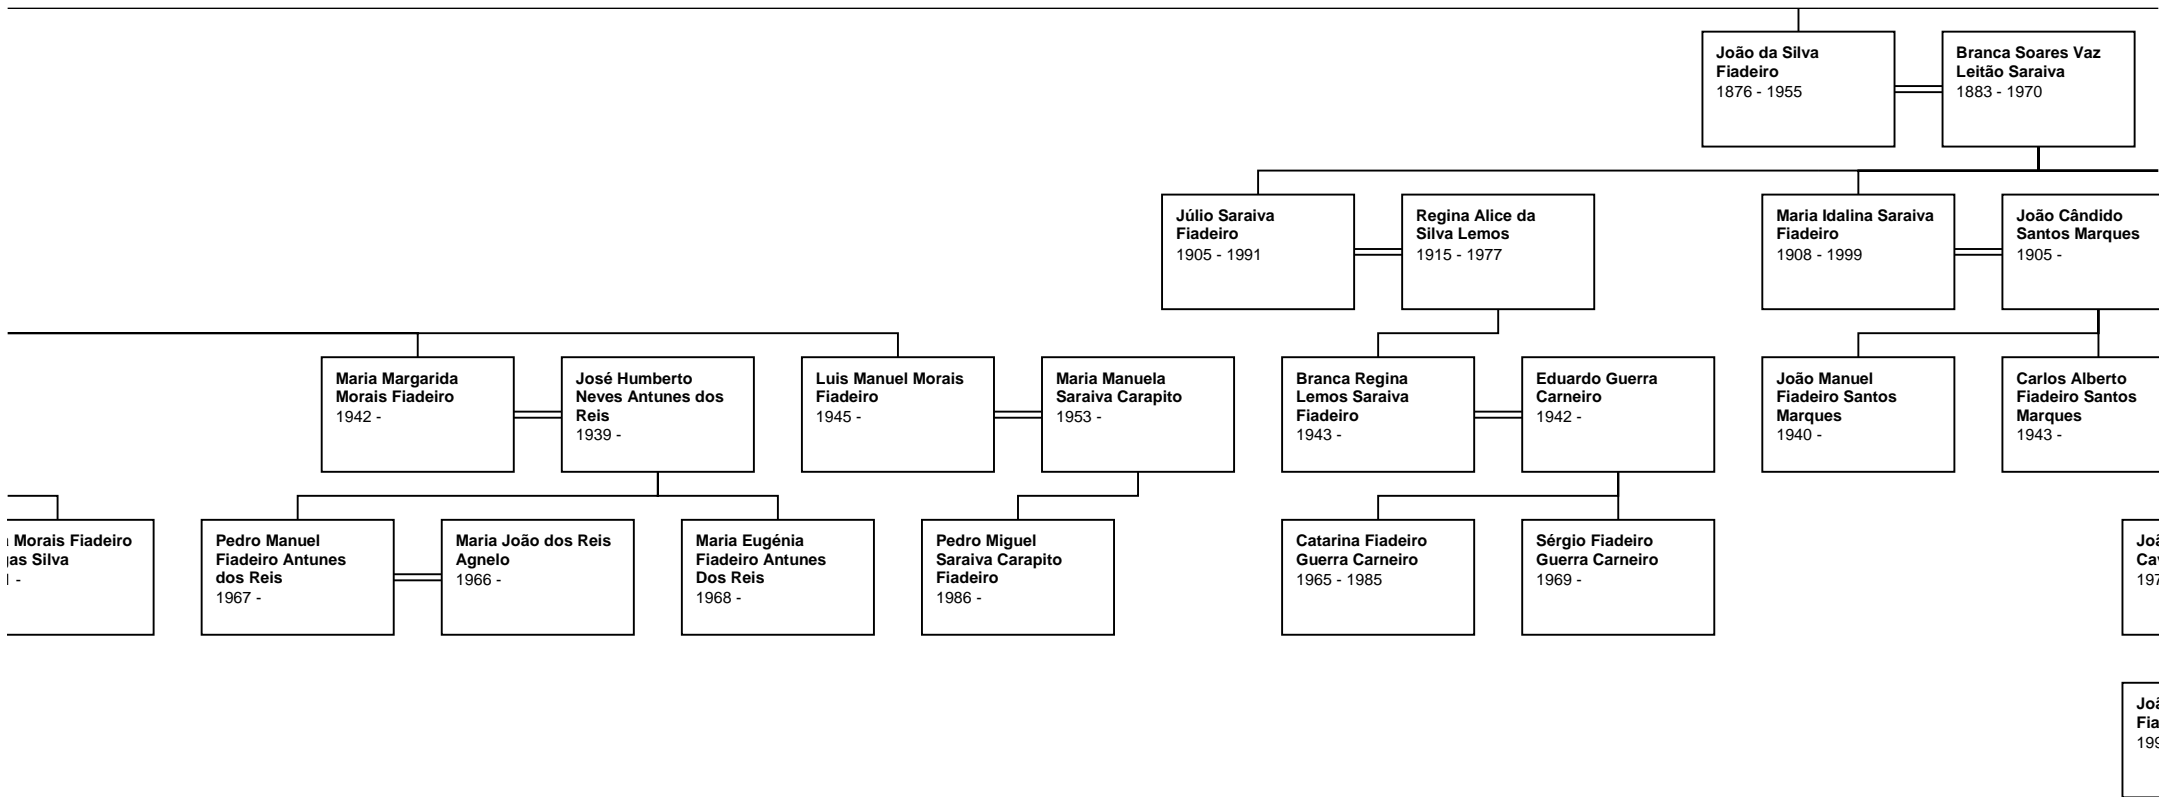 João da Silva
Fiadeiro
1876 - 1955
Branca Soares Vaz
Leitão Saraiva
1883 - 1970
Júlio Saraiva
Fiadeiro
1905 - 1991
Regina Alice da
Silva Lemos
1915 - 1977
Maria Idalina Saraiva
Fiadeiro
1908 - 1999
João Cândido
Santos Marques
1905 -
Maria Margarida
Morais Fiadeiro
1942 -
José Humberto
Neves Antunes dos
Reis
1939 -
Luis Manuel Morais
Fiadeiro
1945 -
Maria Manuela
Saraiva Carapito
1953 -
Branca Regina
Lemos Saraiva
Fiadeiro
1943 -
Eduardo Guerra
Carneiro
1942 -
João Manuel
Fiadeiro Santos
Marques
1940 -
Carlos Alberto
Fiadeiro Santos
Marques
1943 -
Morais Fiadeiro
Silva
-
Pedro Manuel
Fiadeiro Antunes
dos Reis
1967 -
Maria João dos Reis
Agnelo
1966 -
Maria Eugénia
Fiadeiro Antunes
Dos Reis
1968 -
Pedro Miguel
Saraiva Carapito
Fiadeiro
1986 -
Catarina Fiadeiro
Guerra Carneiro
1965 - 1985
Sérgio Fiadeiro
Guerra Carneiro
1969 -